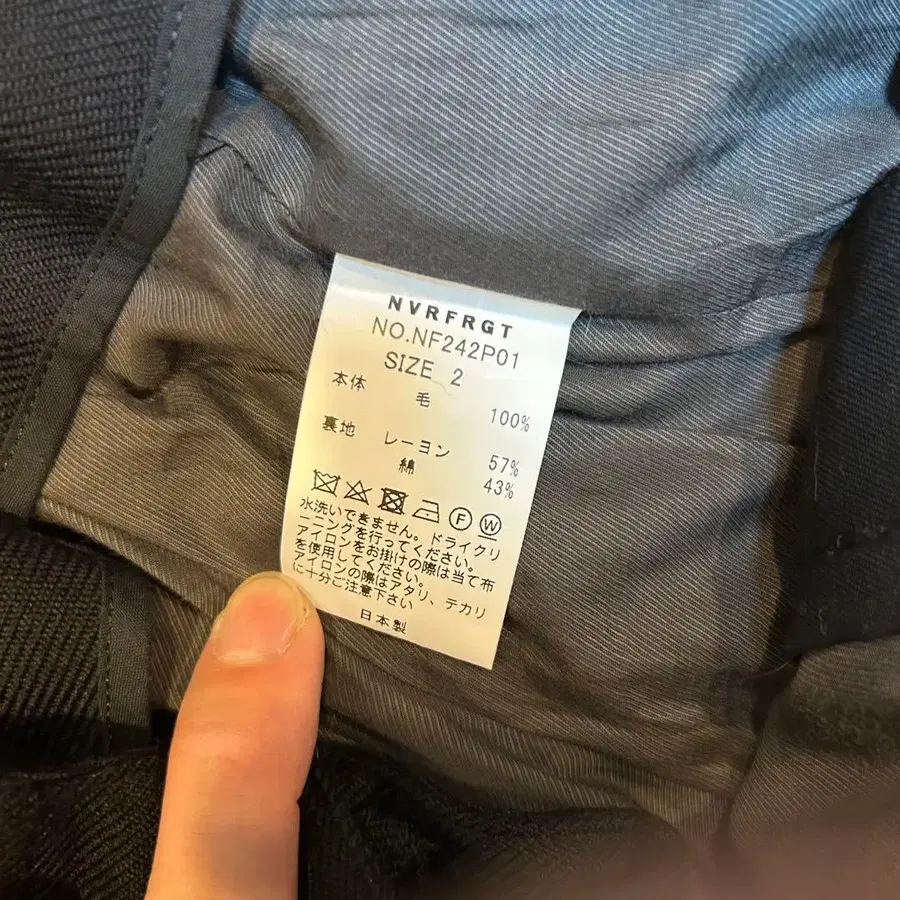 NVRFRGT
NO.NF242P01
SIZE 2
本体 毛 100%
裏地 レーヨン 57%
綿 43%
F W
水洗いできません。ドライクリ
ーニングを行ってください。
アイロンをお掛けの際は当て布
を使用してください。
アイロンの際はアタリ、テカリ
に十分ご注意下さい
日本製